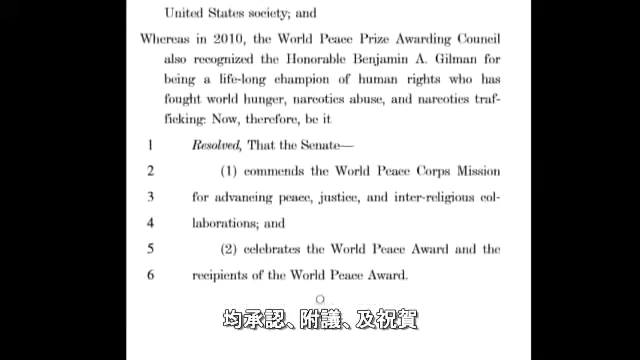 United States society; and
Whereas in 2010, the World Peace Prize Awarding Council
also recognized the Honorable Benjamin A. Gilman for
being a life-long champion of human rights who has
fought world hunger, narcotics abuse, and narcotics traf-
ficking: Now, therefore, be it
1 Resolved, That the Senate—
2 (1) commends the World Peace Corps Mission
3 for advancing peace, justice, and inter-religious col-
4 laborations; and
5 (2) celebrates the World Peace Award and the
6 recipients of the World Peace Award.
均承認、附議、及祝賀